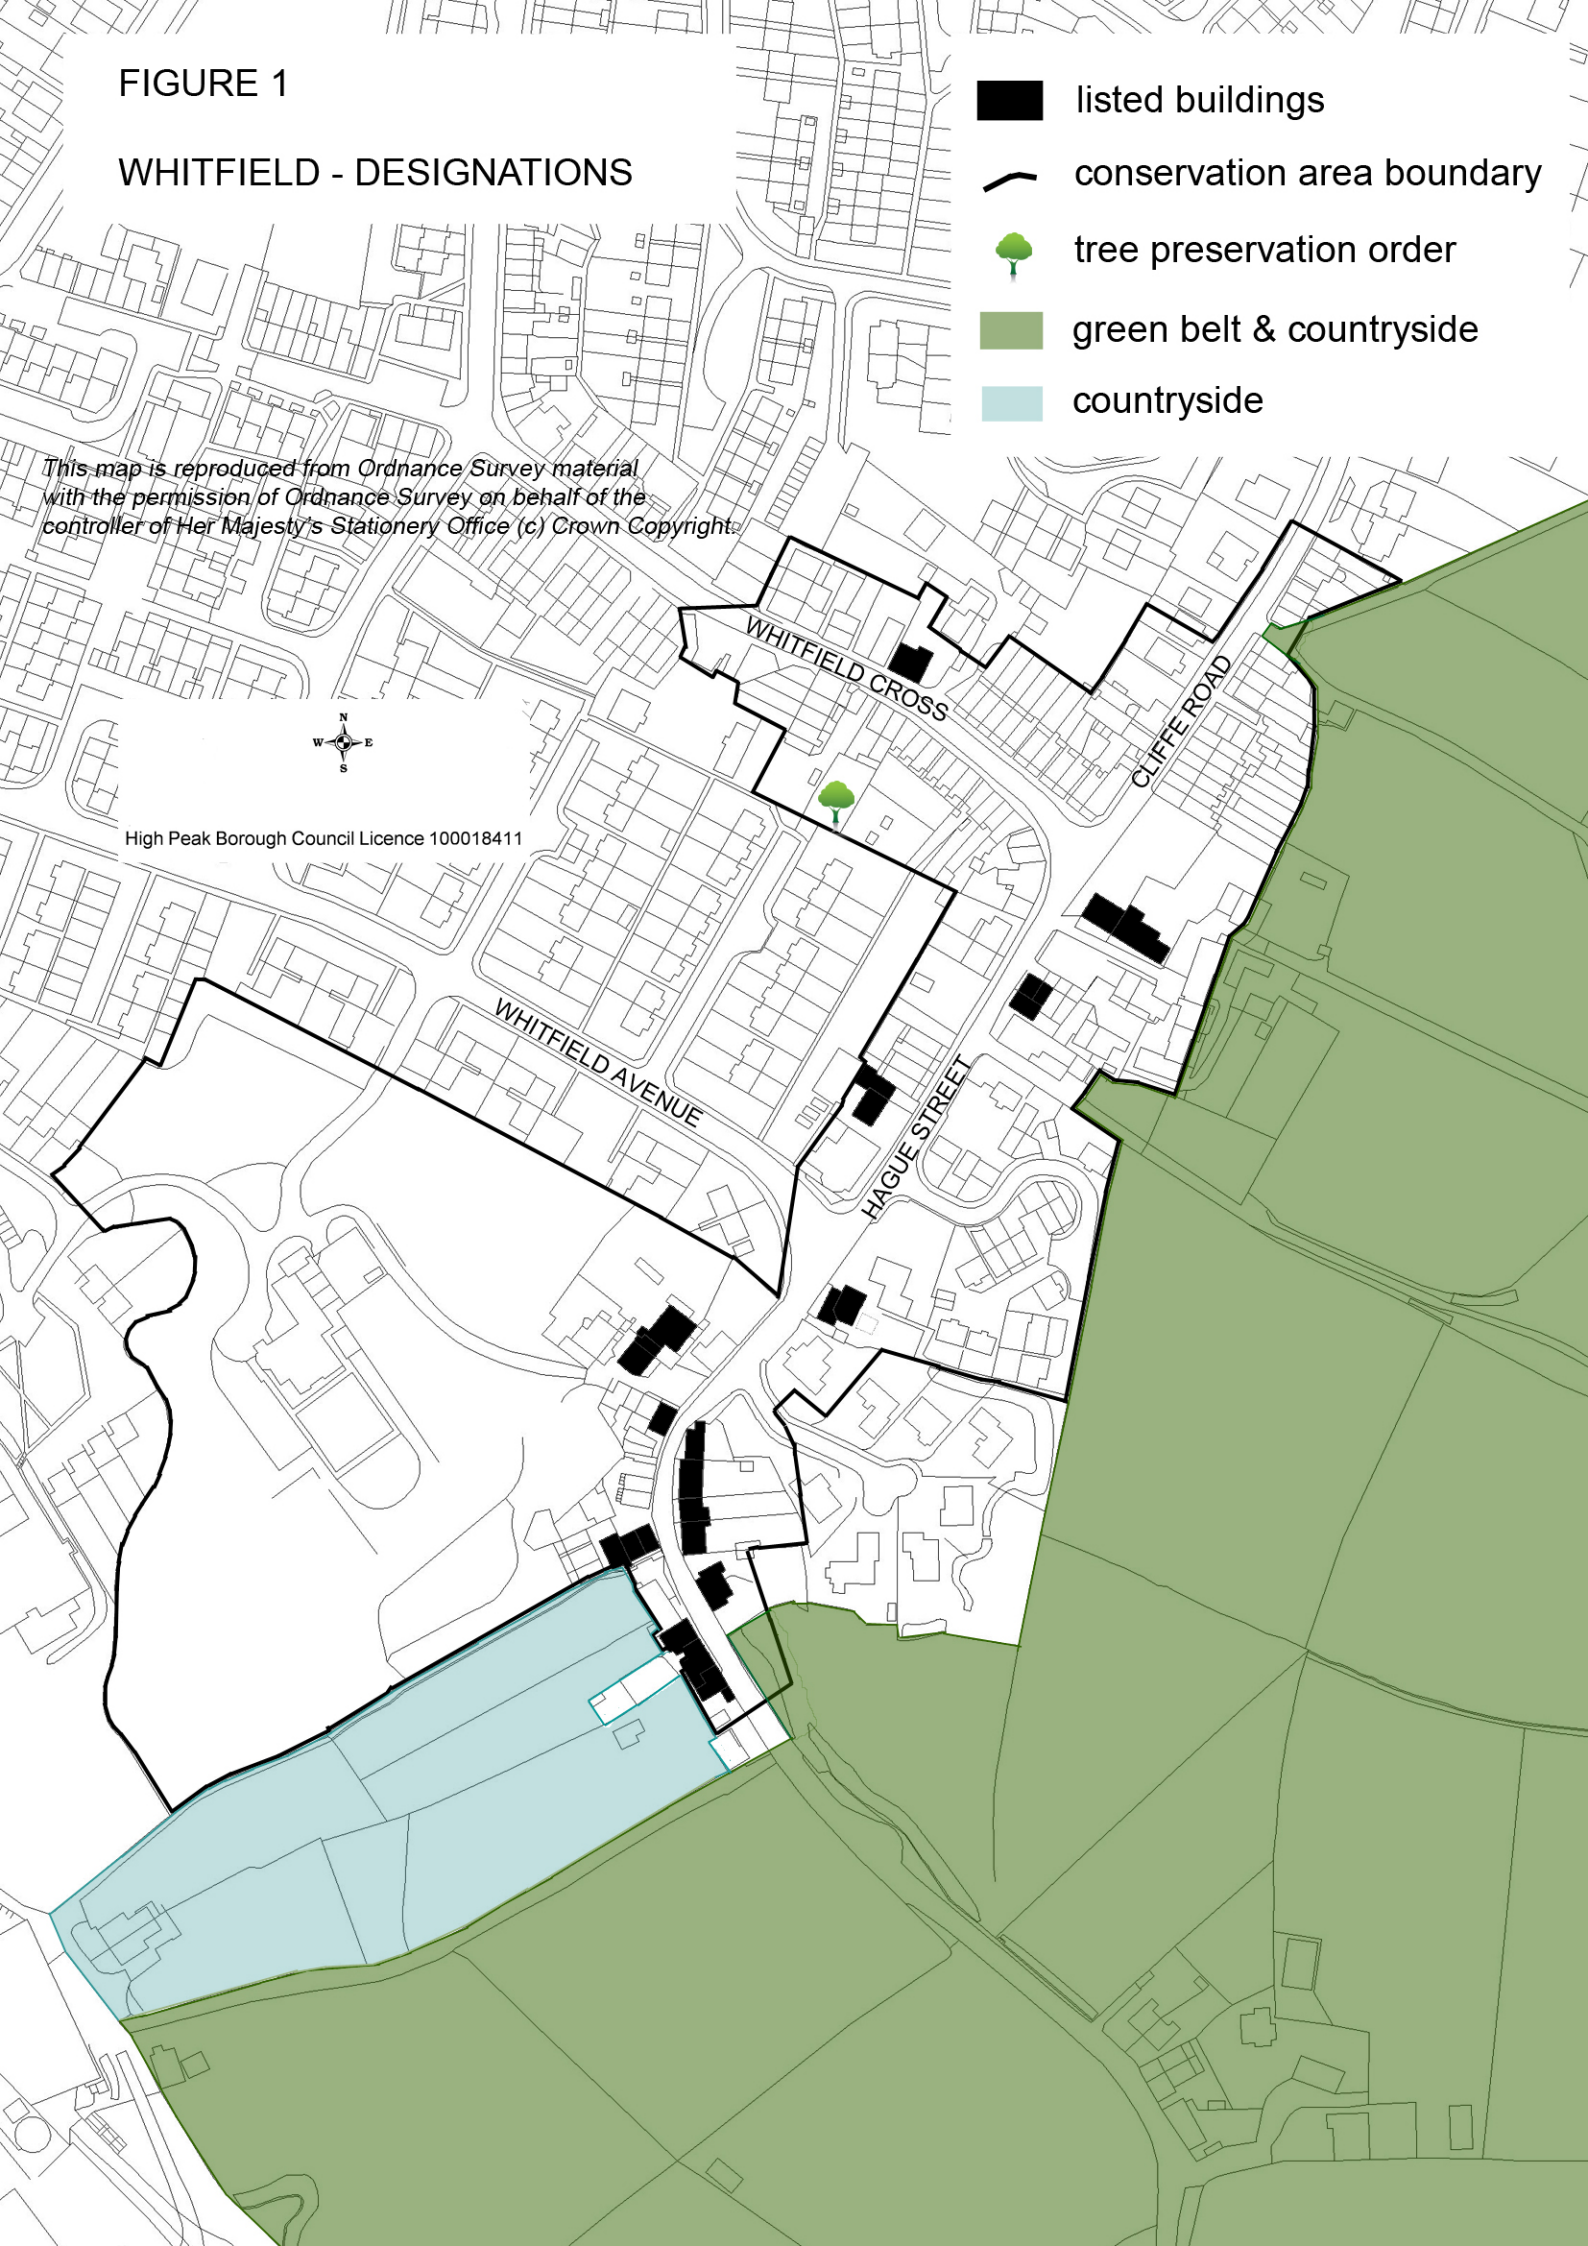 FIGURE 1
WHITFIELD - DESIGNATIONS
listed buildings
conservation area boundary
tree preservation order
green belt & countryside
countryside
This map is reproduced from Ordnance Survey material
with the permission of Ordnance Survey on behalf of the
controller of Her Majesty's Stationery Office (c) Crown Copyright.
WHITFIELD CROSS
CLIFFE ROAD
N
W E
S
High Peak Borough Council Licence 100018411
WHITFIELD AVENUE
HAGUE STREET